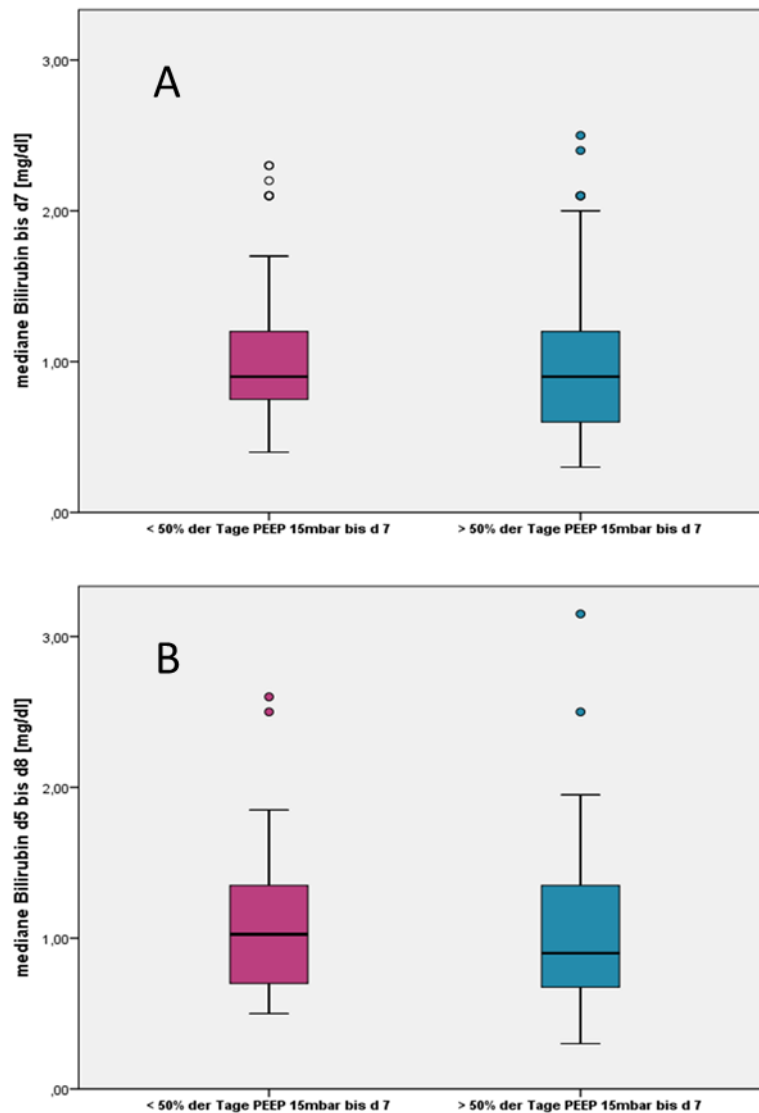 A
mediane Bilirubin bis d7 [mg/dl]
3,00
2,00
1,00
,00
< 50% der Tage PEEP 15mbar bis d 7
> 50% der Tage PEEP 15mbar bis d 7
B
mediane Bilirubin d5 bis d8 [mg/dl]
3,00
2,00
1,00
,00
< 50% der Tage PEEP 15mbar bis d 7
> 50% der Tage PEEP 15mbar bis d 7